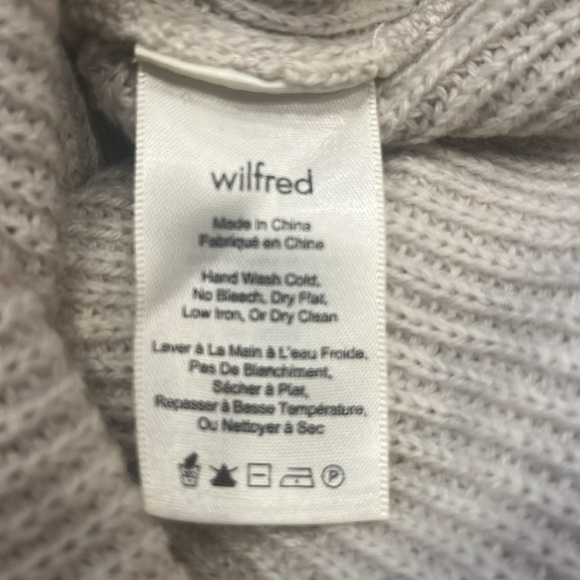 wilfred
Made in China
Fabriqué en Chine
Hand Wash Cold,
No Bleach, Dry Flat,
Low Iron, Or Dry Clean
Laver à La Main à L'eau Froide,
Pas De Blanchiment,
Sécher à Plat,
Repasser à Basse Température,
Ou Nettoyer à Sec
P